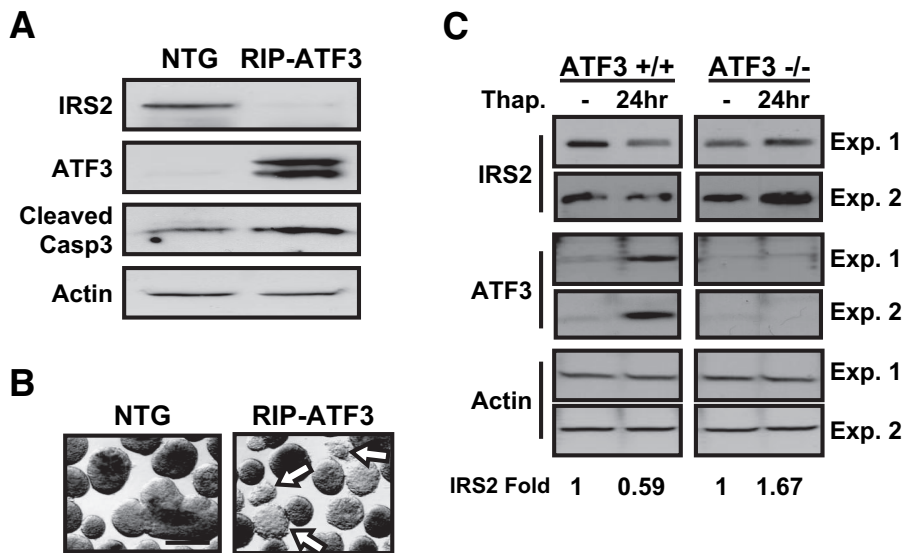 A
NTG RIP-ATF3
IRS2
ATF3
Cleaved
Casp3
Actin
B
NTG RIP-ATF3
C
ATF3 +/+ ATF3 -/-
Thap. - 24hr - 24hr
IRS2
Exp. 1
Exp. 2
ATF3
Exp. 1
Exp. 2
Actin
Exp. 1
Exp. 2
IRS2 Fold 1 0.59 1 1.67